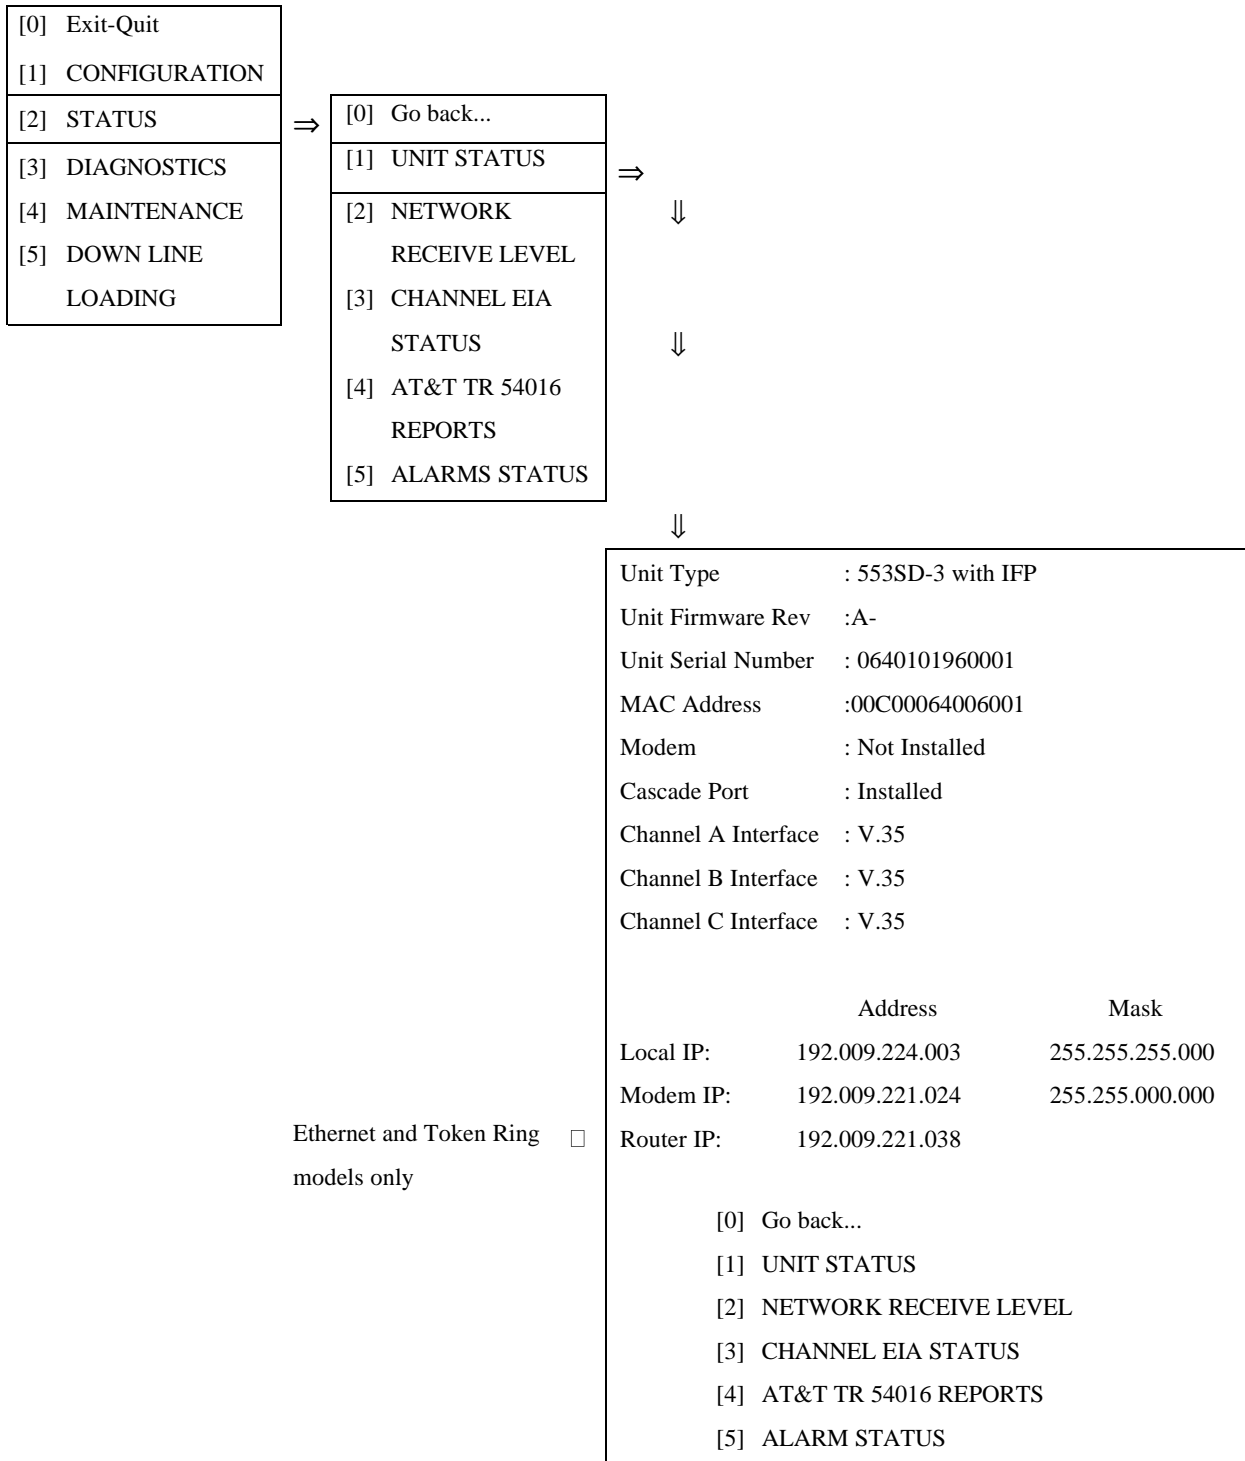 [0] Exit-Quit
[1] CONFIGURATION
[2] STATUS
[3] DIAGNOSTICS
[4] MAINTENANCE
[5] DOWN LINE
LOADING
⇒
[0] Go back...
[1] UNIT STATUS
[2] NETWORK
RECEIVE LEVEL
[3] CHANNEL EIA
STATUS
[4] AT&T TR 54016
REPORTS
[5] ALARMS STATUS
⇒
⇓
⇓
⇓
Unit Type : 553SD-3 with IFP
Unit Firmware Rev :A-
Unit Serial Number : 0640101960001
MAC Address :00C00064006001
Modem : Not Installed
Cascade Port : Installed
Channel A Interface : V.35
Channel B Interface : V.35
Channel C Interface : V.35
Address Mask
Local IP: 192.009.224.003 255.255.255.000
Modem IP: 192.009.221.024 255.255.000.000
Ethernet and Token Ring □
models only
Router IP: 192.009.221.038
[0] Go back...
[1] UNIT STATUS
[2] NETWORK RECEIVE LEVEL
[3] CHANNEL EIA STATUS
[4] AT&T TR 54016 REPORTS
[5] ALARM STATUS